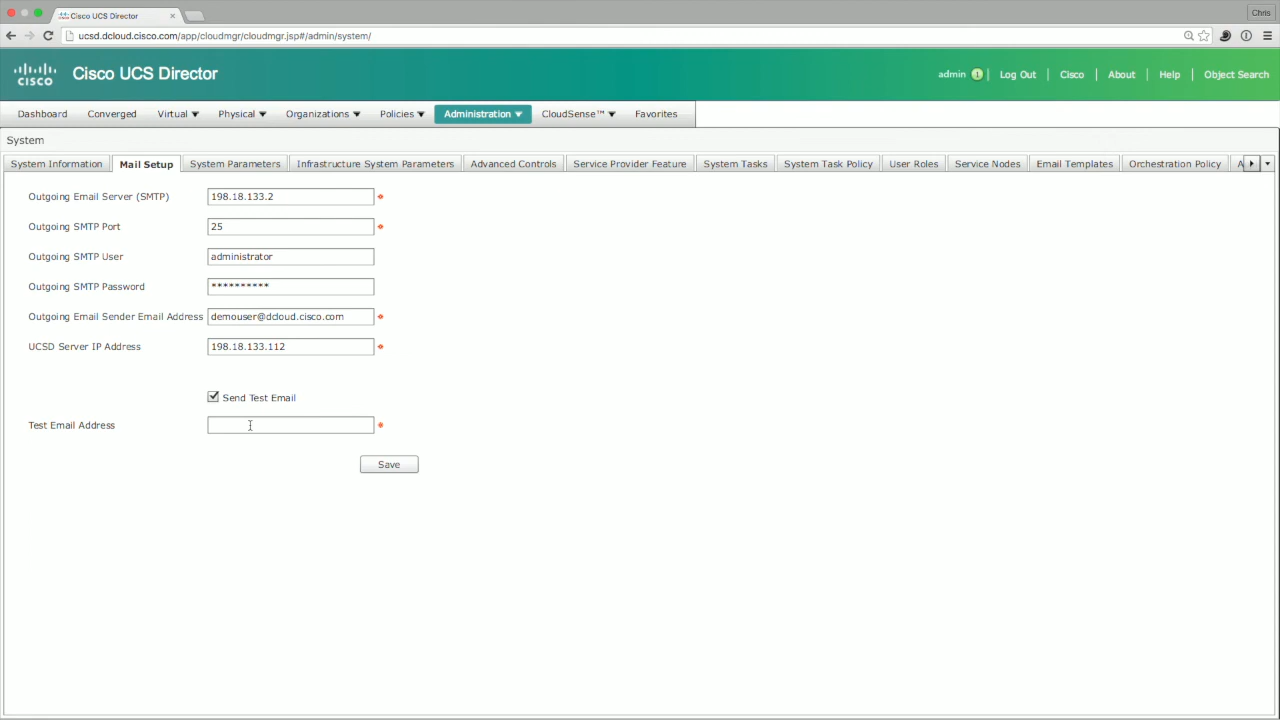 Cisco UCS Director
Chris
ucsd.dcloud.cisco.com/app/cloudmgr/cloudmgr.jsp#/admin/system/
CISCO Cisco UCS Director admin Log Out Cisco About Help Object Search
Dashboard Converged Virtual Physical Organizations Policies Administration CloudSense™ Favorites
System
System Information Mail Setup System Parameters Infrastructure System Parameters Advanced Controls Service Provider Feature System Tasks System Task Policy User Roles Service Nodes Email Templates Orchestration Policy
Outgoing Email Server (SMTP) 198.18.133.2 *
Outgoing SMTP Port 25 *
Outgoing SMTP User administrator
Outgoing SMTP Password **********
Outgoing Email Sender Email Address demouser@dcloud.cisco.com *
UCSD Server IP Address 198.18.133.112 *
Send Test Email
Test Email Address *
Save